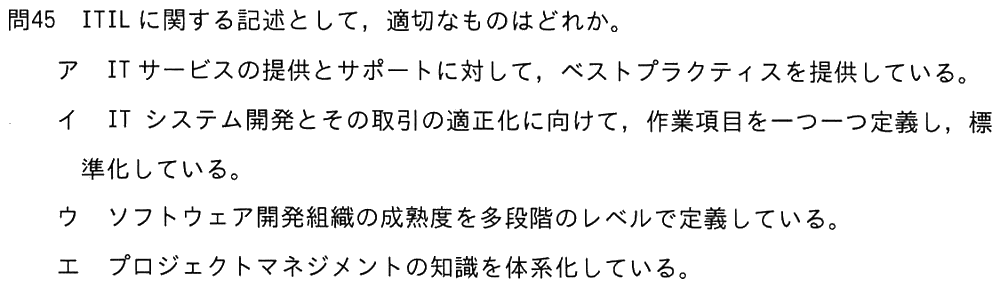 問45 ITILに関する記述として，適切なものはどれか。
ア ITサービスの提供とサポートに対して，ベストプラクティスを提供している。
イ IT システム開発とその取引の適正化に向けて，作業項目を一つ一つ定義し，標
準化している。
ウ ソフトウェア開発組織の成熟度を多段階のレベルで定義している。
エ プロジェクトマネジメントの知識を体系化している。